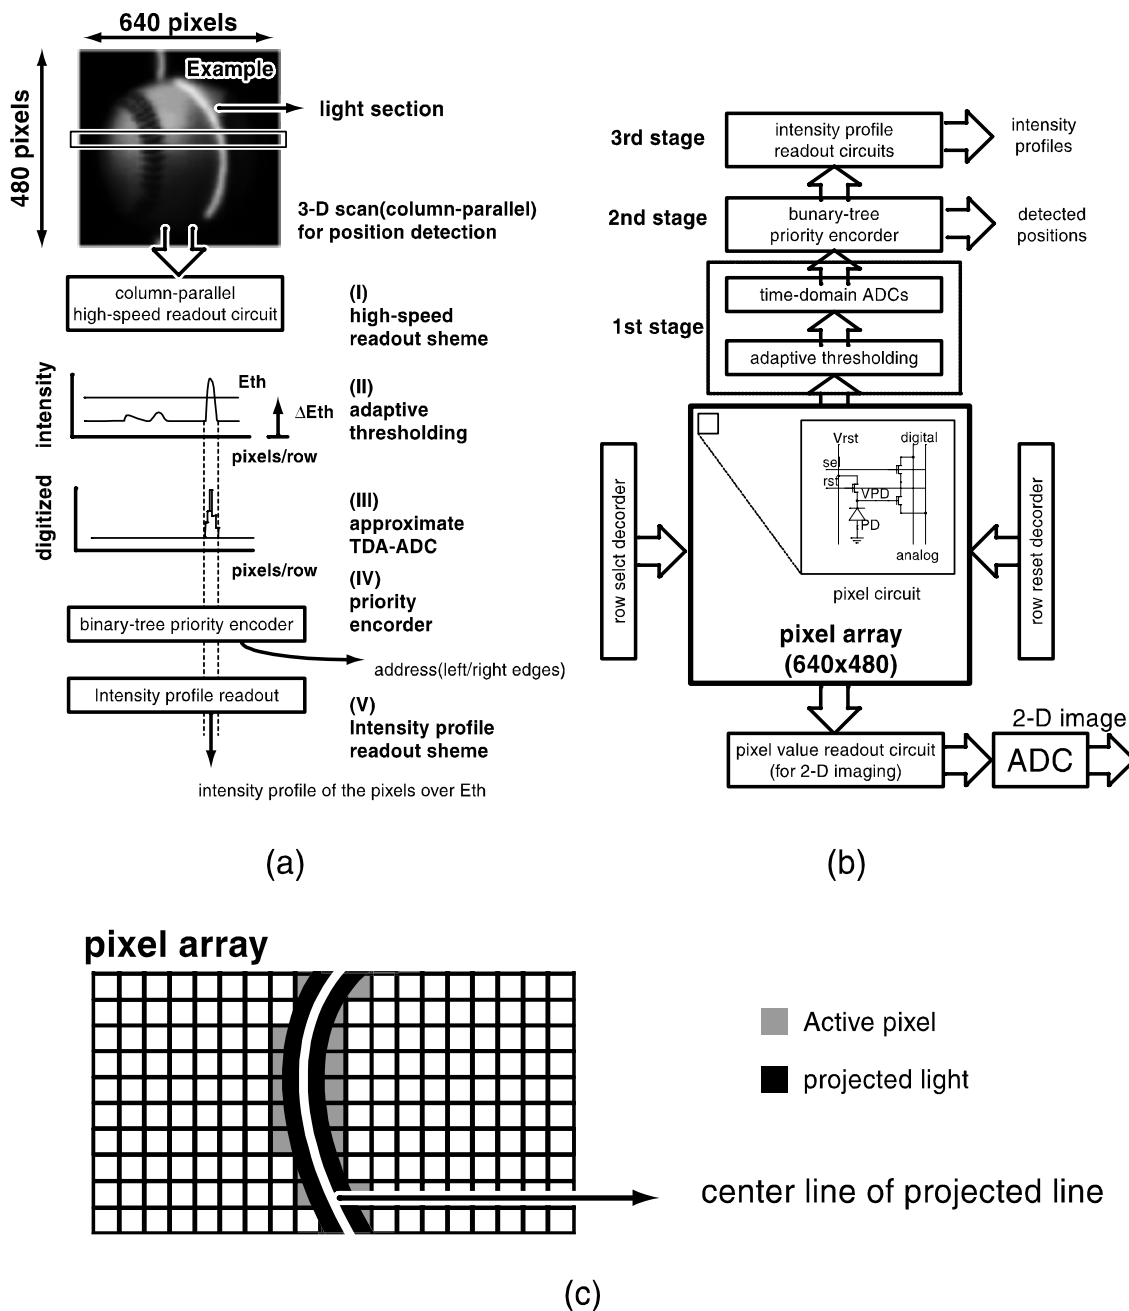 640 pixels
480 pixels
Example
light section
3-D scan(column-parallel)
for position detection
column-parallel
high-speed readout circuit
(I)
high-speed
readout sheme
intensity
Eth
ΔEth
pixels/row
(II)
adaptive
thresholding
digitized
pixels/row
(III)
approximate
TDA-ADC
(IV)
priority
encorder
binary-tree priority encoder
address(left/right edges)
Intensity profile readout
(V)
Intensity profile
readout sheme
intensity profile of the pixels over Eth
(a)
3rd stage
intensity profile
readout circuits
intensity
profiles
2nd stage
bunary-tree
priority encorder
detected
positions
1st stage
time-domain ADCs
adaptive thresholding
row selct decorder
Vrst
digital
sel
rst
VPD
PD
analog
pixel circuit
pixel array
(640x480)
row reset decorder
pixel value readout circuit
(for 2-D imaging)
ADC
2-D image
(b)
pixel array
Active pixel
projected light
center line of projected line
(c)